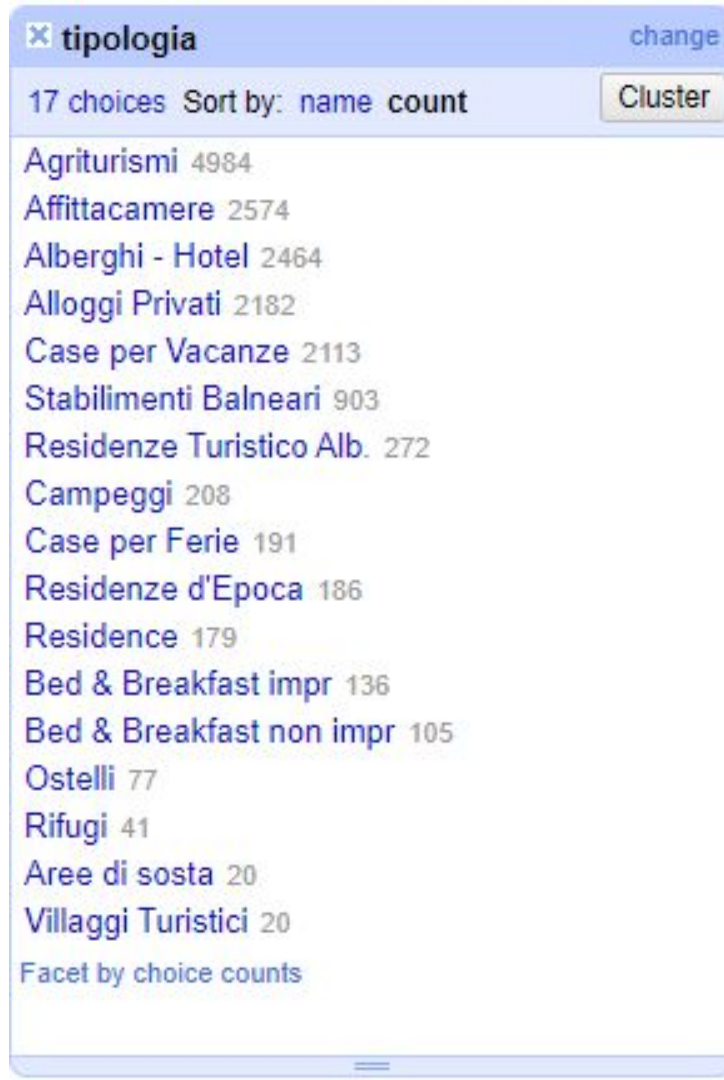 tipologia change
17 choices Sort by: name count Cluster
Agriturismi 4984
Affittacamere 2574
Alberghi - Hotel 2464
Alloggi Privati 2182
Case per Vacanze 2113
Stabilimenti Balneari 903
Residenze Turistico Alb. 272
Campeggi 208
Case per Ferie 191
Residenze d'Epoca 186
Residence 179
Bed & Breakfast impr 136
Bed & Breakfast non impr 105
Ostelli 77
Rifugi 41
Aree di sosta 20
Villaggi Turistici 20
Facet by choice counts